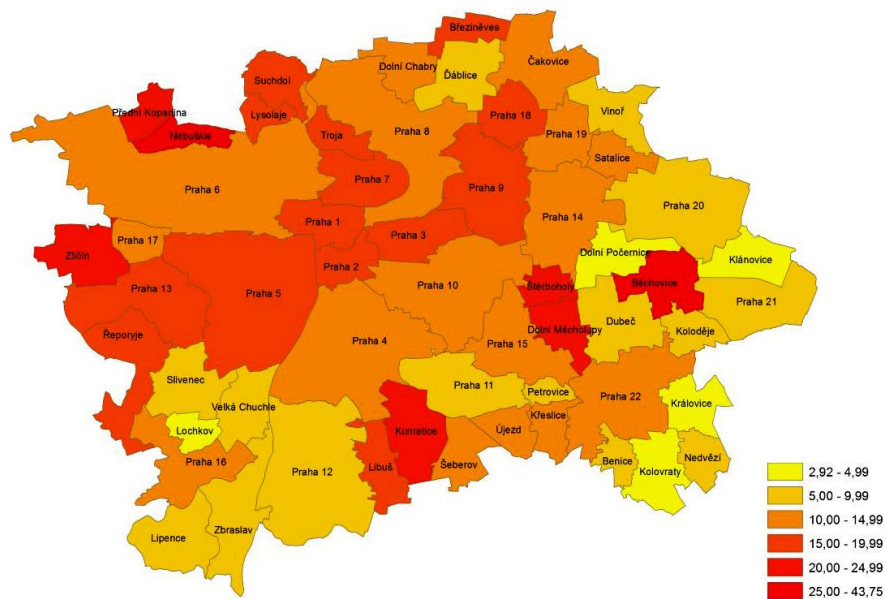 Březiněves
Dolní Chabry
Ďáblice
Čakovice
Suchdol
Přední Kopanina
Lysolaje
Nebušice
Troja
Praha 8
Praha 18
Praha 19
Vinoř
Satalice
Praha 6
Praha 7
Praha 9
Praha 20
Praha 1
Praha 14
Praha 17
Praha 3
Zličín
Dolní Počernice
Klánovice
Praha 2
Praha 13
Praha 5
Praha 10
Štěrboholy
Běchovice
Praha 21
Řeporyje
Dolní Měcholupy
Dubeč
Koloděje
Praha 4
Praha 15
Slivenec
Praha 11
Petrovice
Velká Chuchle
Křeslice
Praha 22
Královice
Lochkov
Kunratice
Újezd
Praha 16
Praha 12
Libuš
Šeberov
Benice
Nedvězí
Kolovraty
Zbraslav
Lipence
2,92 - 4,99
5,00 - 9,99
10,00 - 14,99
15,00 - 19,99
20,00 - 24,99
25,00 - 43,75